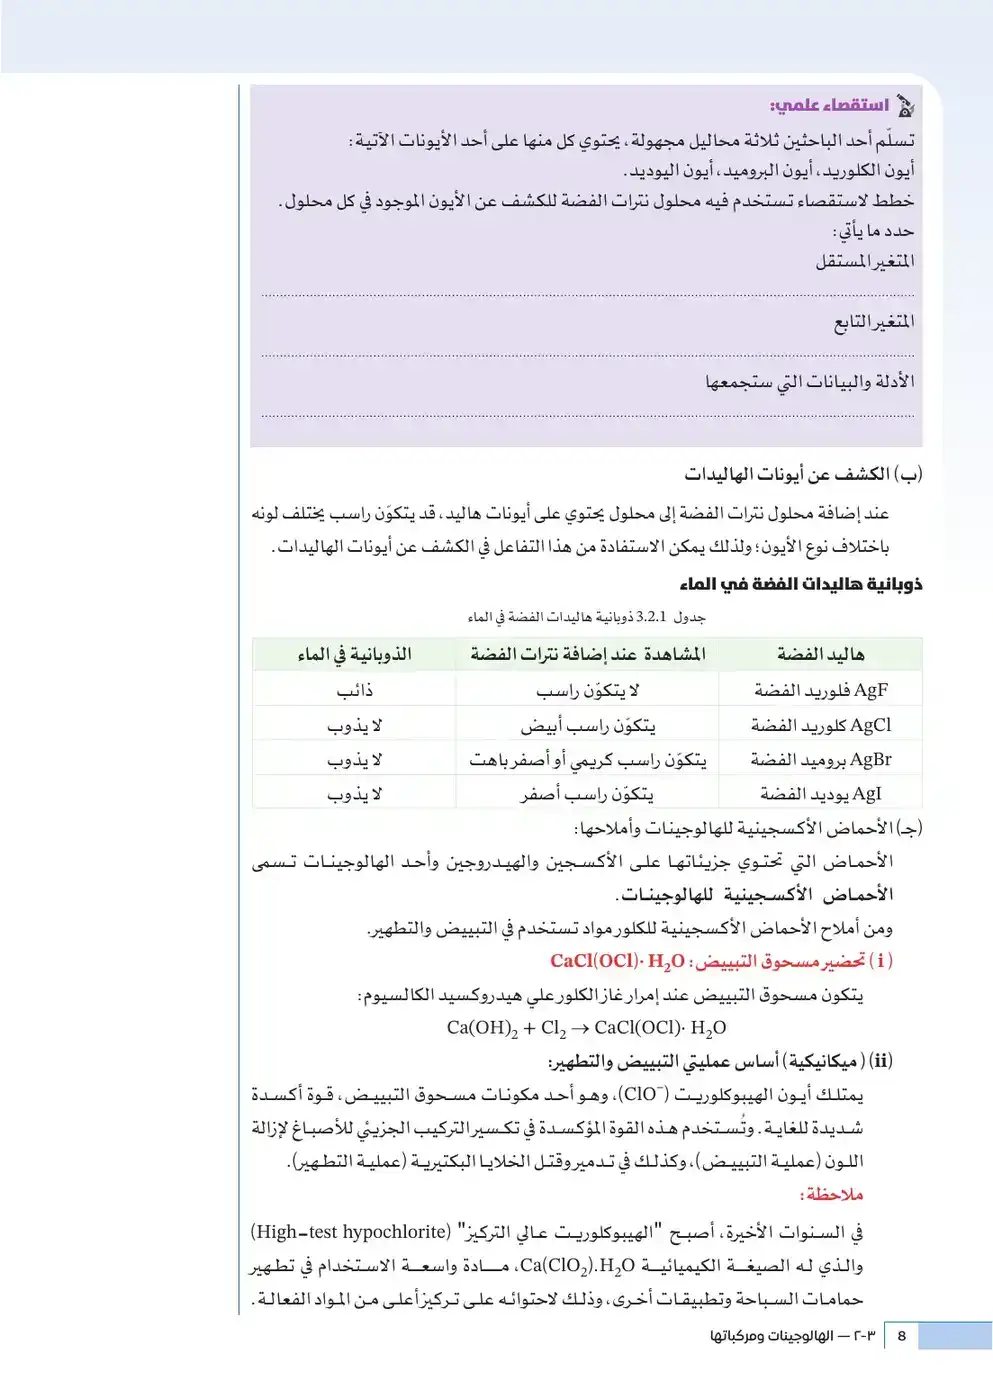 استقصاء علمي:
تسلّم أحد الباحثين ثلاثة محاليل مجهولة، يحتوي كل منها على أحد الأيونات الآتية:
أيون الكلوريد، أيون البروميد، أيون اليوديد.
خطط لاستقصاء تستخدم فيه محلول نترات الفضة للكشف عن الأيون الموجود في كل محلول.
حدد ما يأتي:
المتغير المستقل
المتغير التابع
الأدلة والبيانات التي ستجمعها
(ب) الكشف عن أيونات الهاليدات
عند إضافة محلول نترات الفضة إلى محلول يحتوي على أيونات هاليد، قد يتكوّن راسب يختلف لونه
باختلاف نوع الأيون؛ ولذلك يمكن الاستفادة من هذا التفاعل في الكشف عن أيونات الهاليدات.
ذوبانية هاليدات الفضة في الماء
جدول 3.2.1 ذوبانية هاليدات الفضة في الماء
هاليد الفضة المشاهدة عند إضافة نترات الفضة الذوبانية في الماء
AgF فلوريد الفضة لا يتكوّن راسب ذائب
AgCl كلوريد الفضة يتكوّن راسب أبيض لا يذوب
AgBr بروميد الفضة يتكوّن راسب كريمي أو أصفر باهت لا يذوب
AgI يوديد الفضة يتكوّن راسب أصفر لا يذوب
(جـ) الأحماض الأكسجينية للهالوجينات وأملاحها:
الأحماض التي تحتوي جزيئاتها على الأكسجين والهيدروجين وأحد الهالوجينات تسمى
الأحماض الأكسجينية للهالوجينات.
ومن أملاح الأحماض الأكسجينية للكلور مواد تستخدم في التبييض والتطهير.
(i) تحضير مسحوق التبييض: CaCl(OCl)· H₂O
يتكون مسحوق التبييض عند إمرار غاز الكلور علي هيدروكسيد الكالسيوم:
Ca(OH)₂ + Cl₂ → CaCl(OCl)· H₂O
(ii) (ميكانيكية) أساس عمليتي التبييض والتطهير:
يمتلك أيون الهيبوكلوريت (ClO⁻)، وهو أحد مكونات مسحوق التبييض، قوة أكسدة
شديدة للغاية. وتُستخدم هذه القوة المؤكسدة في تكسير التركيب الجزيئي للأصباغ لإزالة
اللون (عملية التبييض)، وكذلك في تدمير وقتل الخلايا البكتيرية (عملية التطهير).
ملاحظة:
في السنوات الأخيرة، أصبح "الهيبوكلوريت عالي التركيز" (High-test hypochlorite)
والذي له الصيغة الكيميائية Ca(ClO₂).H₂O، مادة واسعة الاستخدام في تطهير
حمامات السباحة وتطبيقات أخرى، وذلك لاحتوائه على تركيز أعلى من المواد الفعالة.
8 ٣-٢ — الهالوجينات ومركباتها